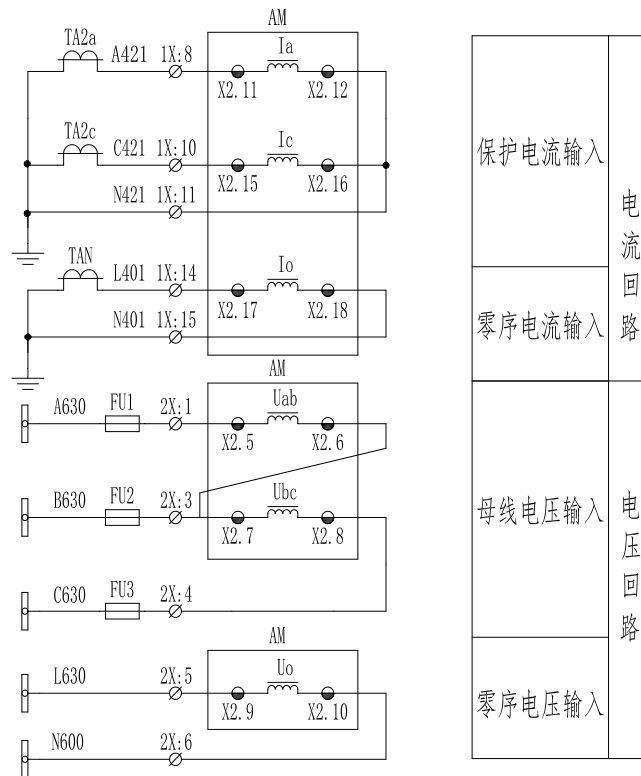 AM
TA2a A421 1X:8 Ia
X2.11 X2.12
TA2c C421 1X:10 Ic
X2.15 X2.16
N421 1X:11
TAN L401 1X:14 Io
X2.17 X2.18
N401 1X:15
AM
A630 FU1 2X:1 Uab
X2.5 X2.6
B630 FU2 2X:3 Ubc
X2.7 X2.8
C630 FU3 2X:4
AM
L630 2X:5 Uo
X2.9 X2.10
N600 2X:6
保护电流输入
零序电流输入
电流回路
母线电压输入
零序电压输入
电压回路